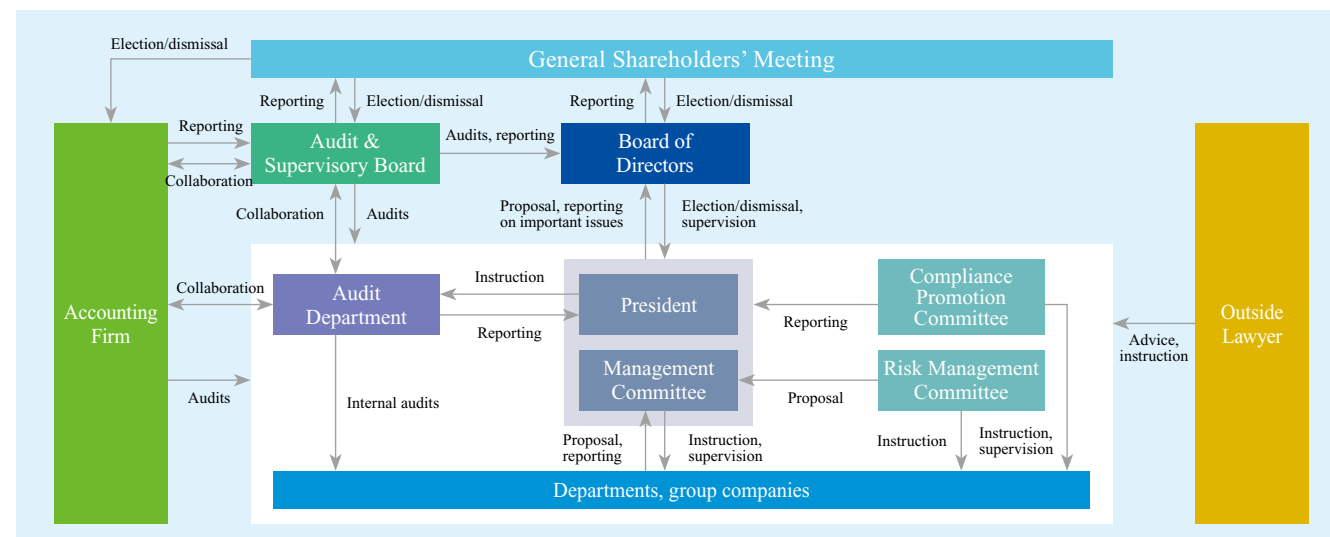 Election/dismissal
General Shareholders’ Meeting
Reporting
Election/dismissal
Reporting
Election/dismissal
Reporting
Audit &
Supervisory Board
Audits, reporting
Board of
Directors
Collaboration
Collaboration
Audits
Proposal, reporting
on important issues
Election/dismissal,
supervision
Accounting
Firm
Collaboration
Audit
Department
Instruction
Reporting
President
Reporting
Compliance
Promotion
Committee
Advice,
instruction
Outside
Lawyer
Audits
Internal audits
Management
Committee
Proposal
Risk Management
Committee
Proposal,
reporting
Instruction,
supervision
Instruction
Instruction,
supervision
Departments, group companies